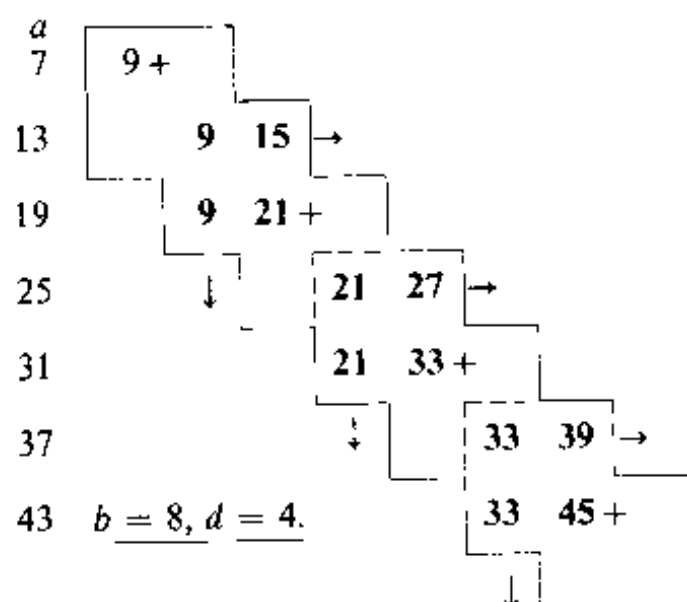 a
7 9 +
13 9 15 →
19 9 21 +
25 ↓ 21 27 →
31 21 33 +
37 ↓ 33 39 →
43 b = 8, d = 4. 33 45 +
↓